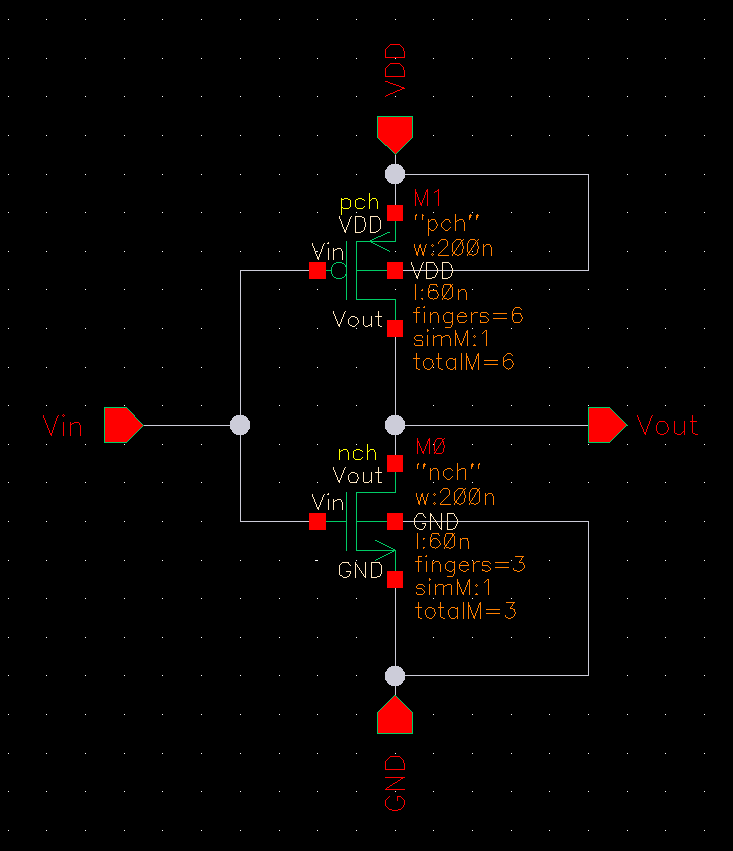 VDD
pch
VDD
Vin
Vout
M1
"pch"
w:200n
VDD
l:60n
fingers=6
simM:1
totalM=6
Vin
Vout
nch
Vout
Vin
GND
M0
"nch"
w:200n
GND
l:60n
fingers=3
simM:1
totalM=3
GND